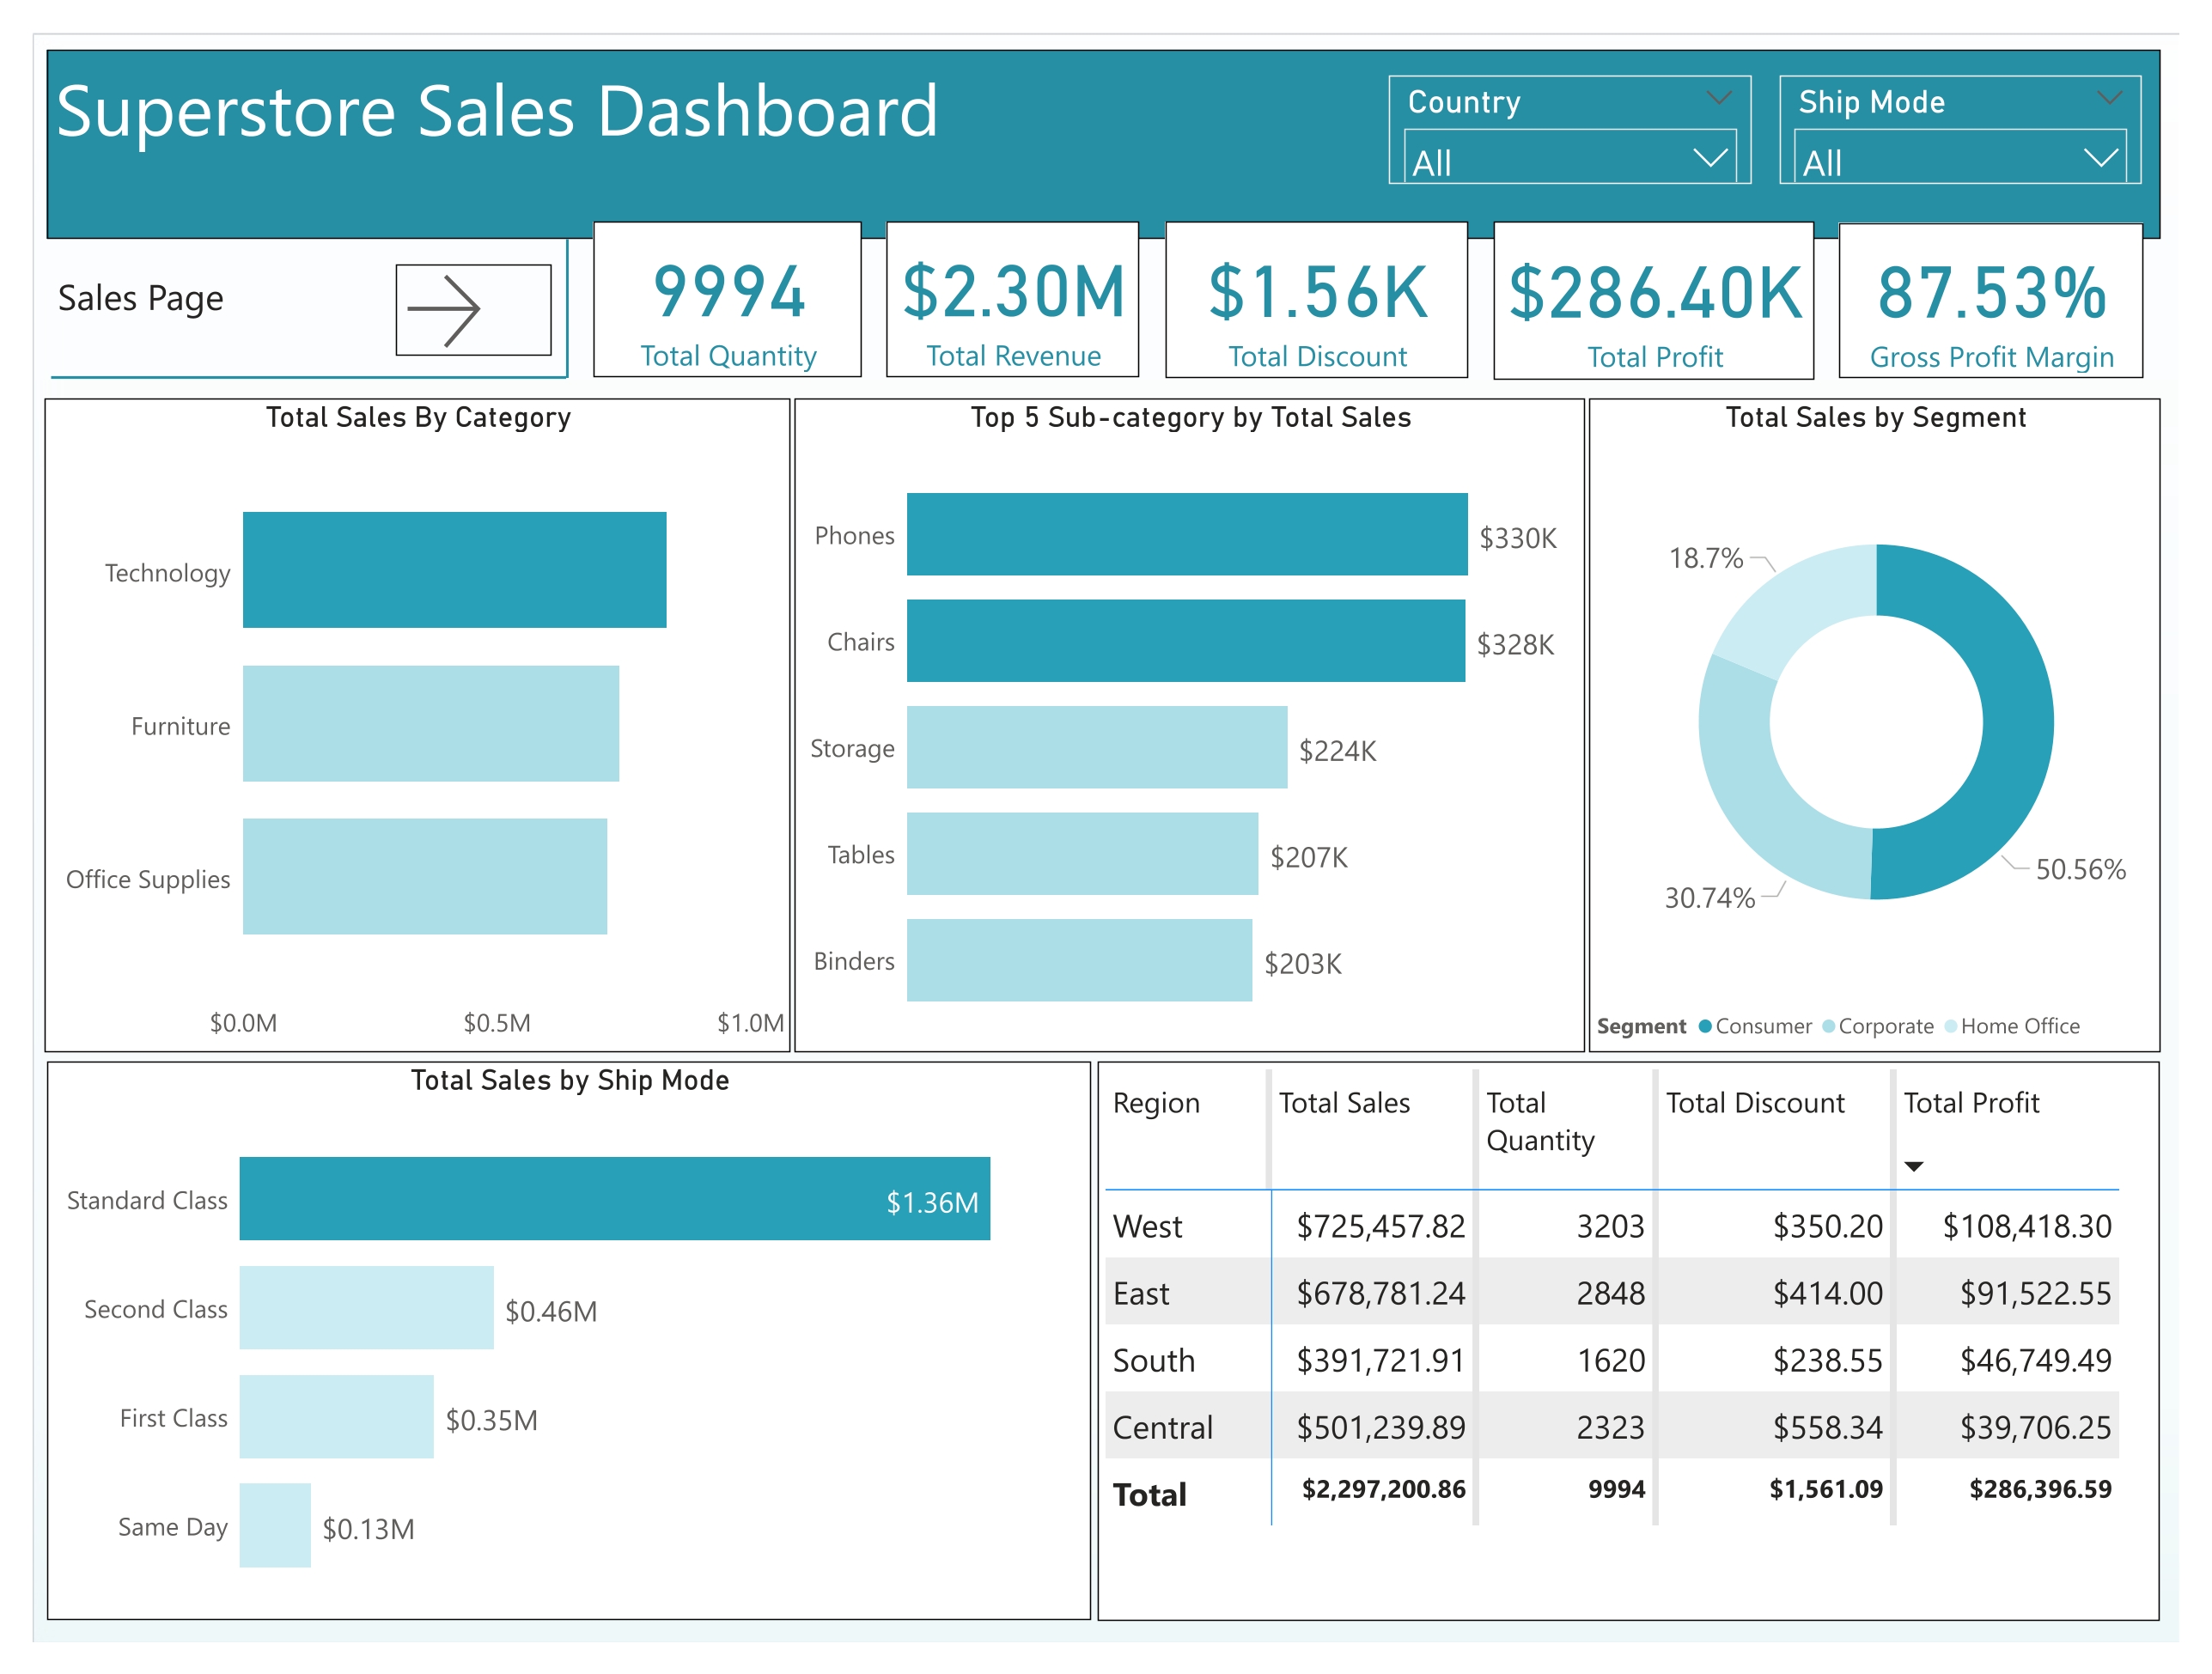 Superstore Sales Dashboard
Country
All
Ship Mode
All
Sales Page
9994
Total Quantity
$2.30M
Total Revenue
$1.56K
Total Discount
$286.40K
Total Profit
87.53%
Gross Profit Margin
Total Sales By Category
Technology
Furniture
Office Supplies
$0.0M $0.5M $1.0M
Top 5 Sub-category by Total Sales
Phones $330K
Chairs $328K
Storage $224K
Tables $207K
Binders $203K
Total Sales by Segment
18.7%
50.56%
30.74%
Segment Consumer Corporate Home Office
Total Sales by Ship Mode
Standard Class $1.36M
Second Class $0.46M
First Class $0.35M
Same Day $0.13M
Region Total Sales Total Total Discount Total Profit
Quantity
West $725,457.82 3203 $350.20 $108,418.30
East $678,781.24 2848 $414.00 $91,522.55
South $391,721.91 1620 $238.55 $46,749.49
Central $501,239.89 2323 $558.34 $39,706.25
Total $2,297,200.86 9994 $1,561.09 $286,396.59